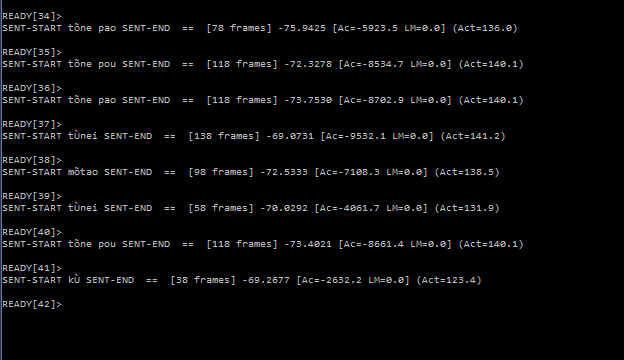 READY[34]>
SENT-START tõne pao SENT-END == [78 frames] -75.9425 [Ac=-5923.5 LM=0.0] (Act=136.0)
READY[35]>
SENT-START tõne pou SENT-END == [118 frames] -72.3278 [Ac=-8534.7 LM=0.0] (Act=140.1)
READY[36]>
SENT-START tõne pao SENT-END == [118 frames] -73.7530 [Ac=-8702.9 LM=0.0] (Act=140.1)
READY[37]>
SENT-START tùnei SENT-END == [138 frames] -69.0731 [Ac=-9532.1 LM=0.0] (Act=141.2)
READY[38]>
SENT-START mõtao SENT-END == [98 frames] -72.5333 [Ac=-7108.3 LM=0.0] (Act=138.5)
READY[39]>
SENT-START tùnei SENT-END == [58 frames] -70.0292 [Ac=-4061.7 LM=0.0] (Act=131.9)
READY[40]>
SENT-START tõne pou SENT-END == [118 frames] -73.4021 [Ac=-8661.4 LM=0.0] (Act=140.1)
READY[41]>
SENT-START kù SENT-END == [38 frames] -69.2677 [Ac=-2632.2 LM=0.0] (Act=123.4)
READY[42]>